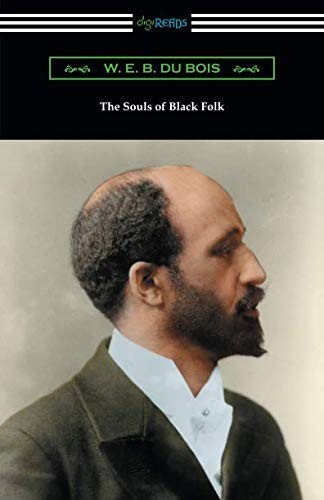 digiREADS
W. E. B. DU BOIS
The Souls of Black Folk